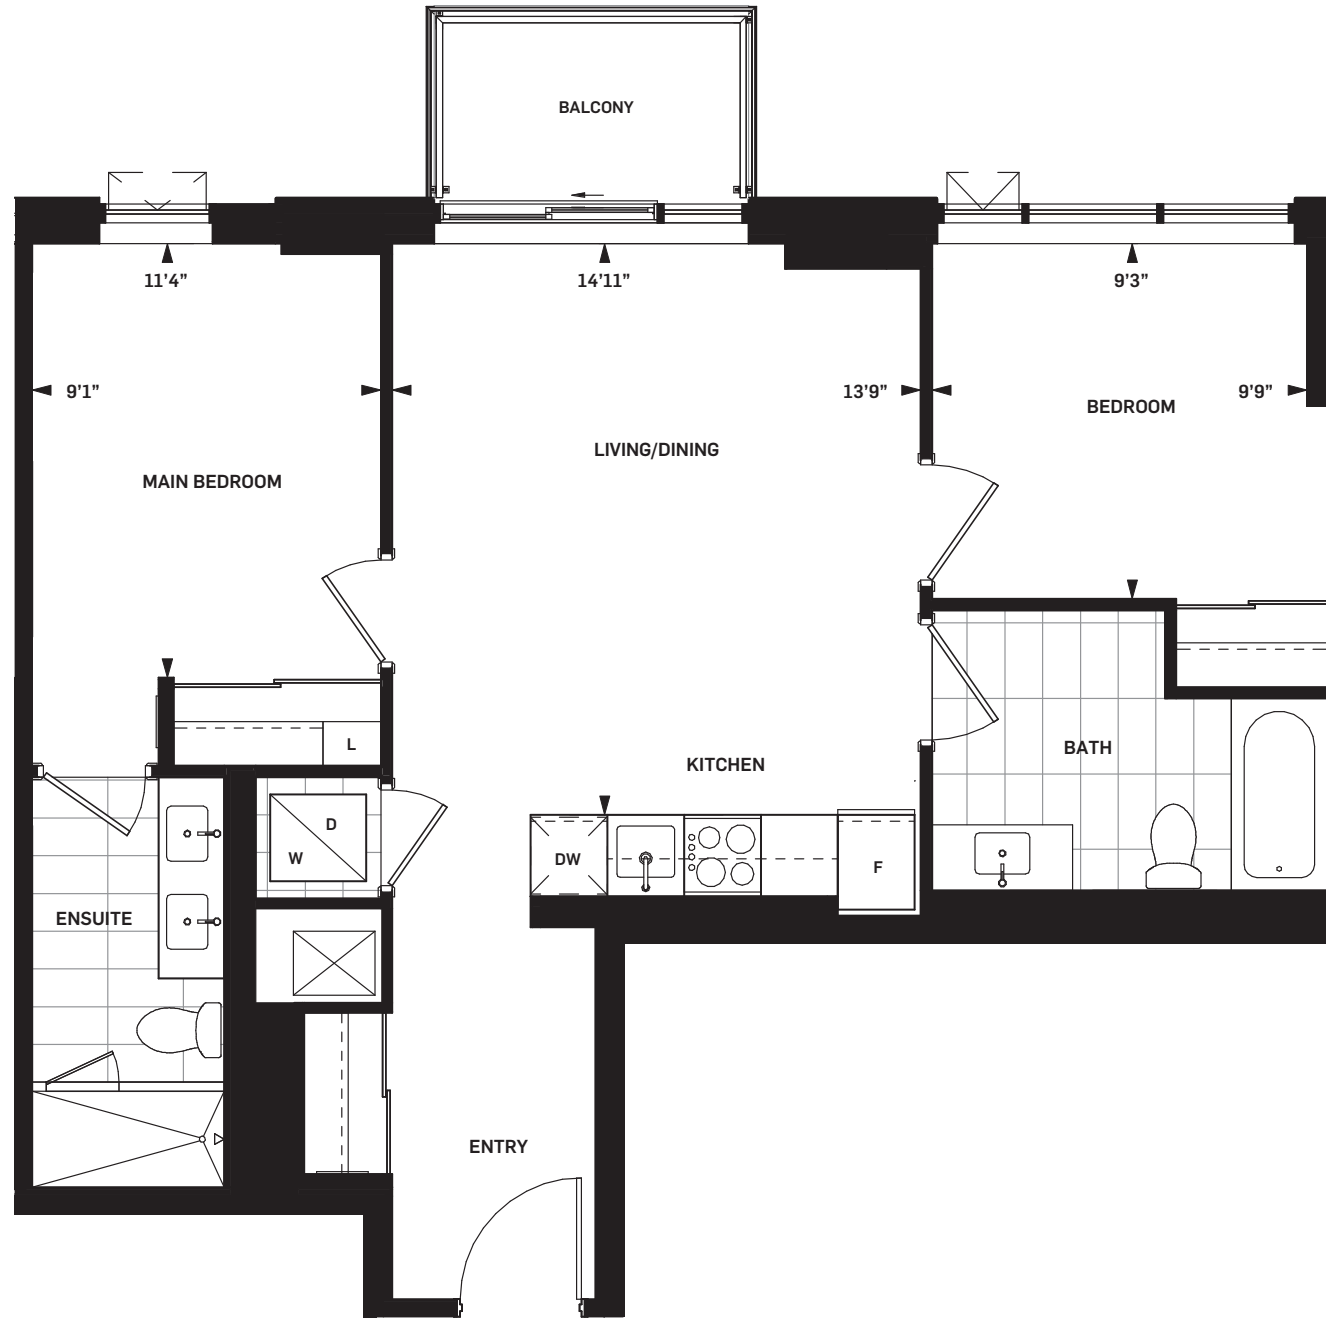 BALCONY
11'4"
14'11"
9'3"
9'1"
13'9"
9'9"
BEDROOM
LIVING/DINING
MAIN BEDROOM
L
KITCHEN
BATH
D
W
DW
F
ENSUITE
ENTRY